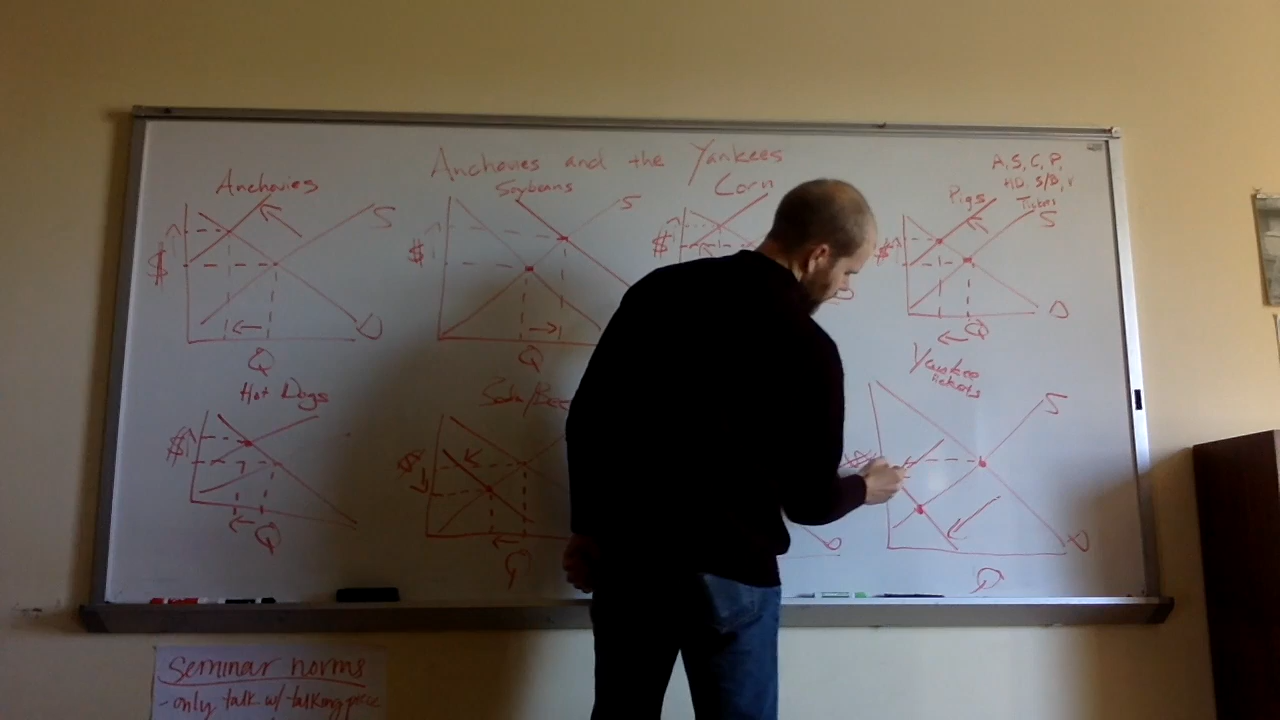 Anchovies and the Yankees
A, S, C, P,
HD, S/B, Y
Tickets
Anchovies
Soybeans
Corn
Pigs
$
S
D
Q
$
S
Q
$
$
S
D
Q
Hot Dogs
$
Q
Soda/Bee
$
Q
Yankee
tickets
S
D
Q
Seminar norms
- only talk w/ talking piece